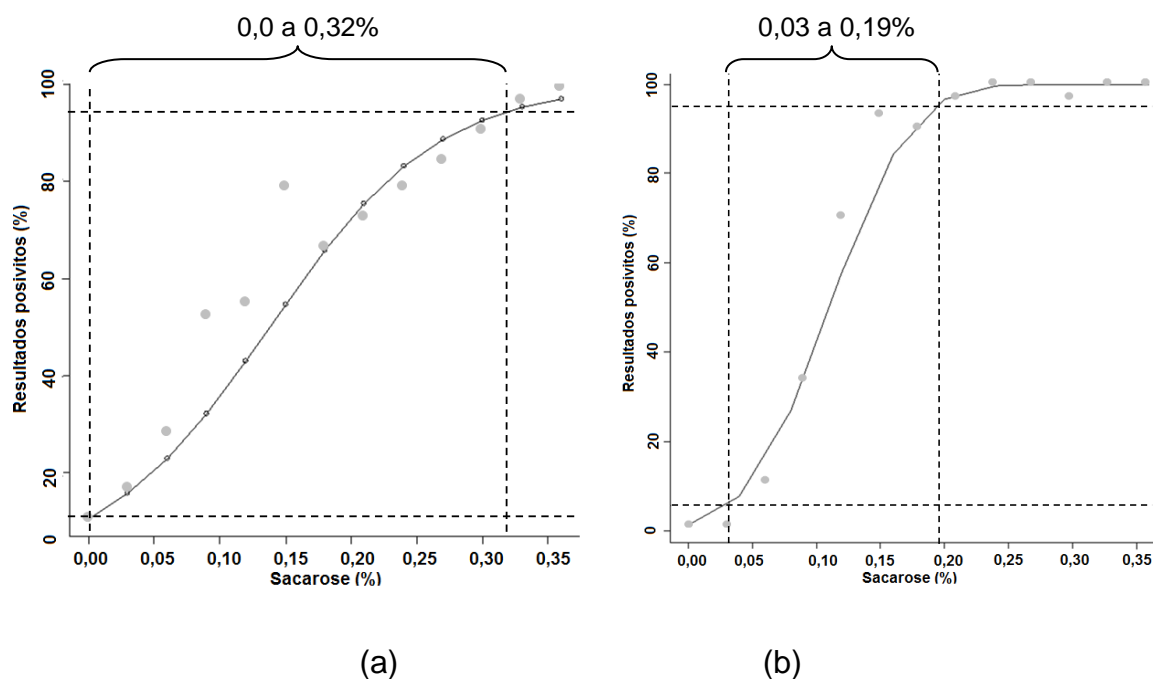 0,0 a 0,32%
100
80
60
40
20
0
Resultados posivitos (%)
0,00 0,05 0,10 0,15 0,20 0,25 0,30 0,35
Sacarose (%)
(a)
0,03 a 0,19%
100
80
60
40
20
0
Resultados posivitos (%)
0,00 0,05 0,10 0,15 0,20 0,25 0,30 0,35
Sacarose (%)
(b)